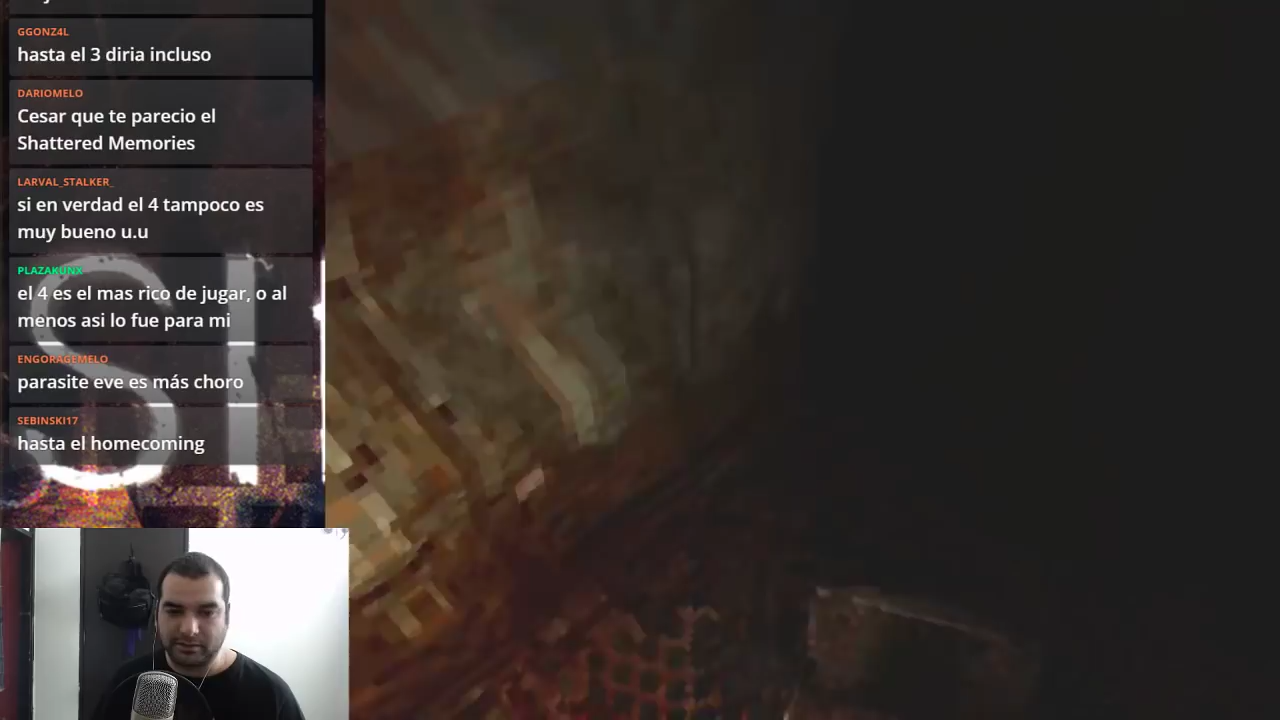 GGONZ4L
hasta el 3 diria incluso
DARIOMELO
Cesar que te parecio el
Shattered Memories
LARVAL_STALKER_
si en verdad el 4 tampoco es
muy bueno u.u
PLAZAKUNX
el 4 es el mas rico de jugar, o al
menos asi lo fue para mi
ENGORAGEMELO
parasite eve es más choro
SEBINSKI17
hasta el homecoming
SI